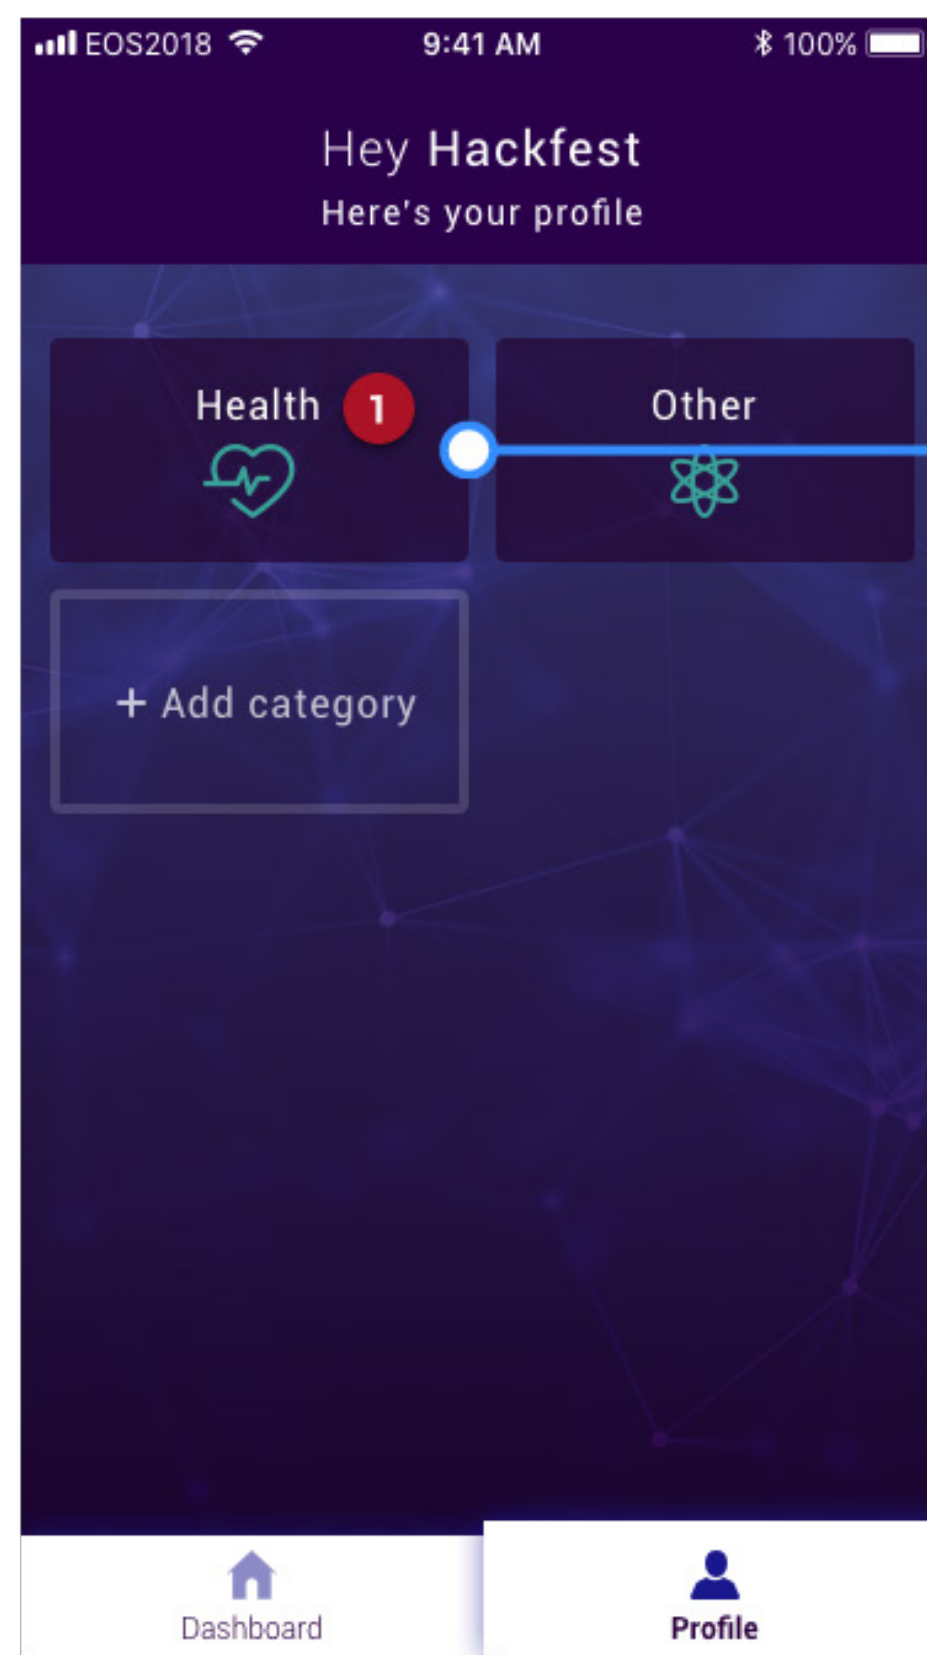 EOS2018 9:41 AM 100%
Hey Hackfest
Here's your profile
Health 1
Other
+ Add category
Dashboard
Profile